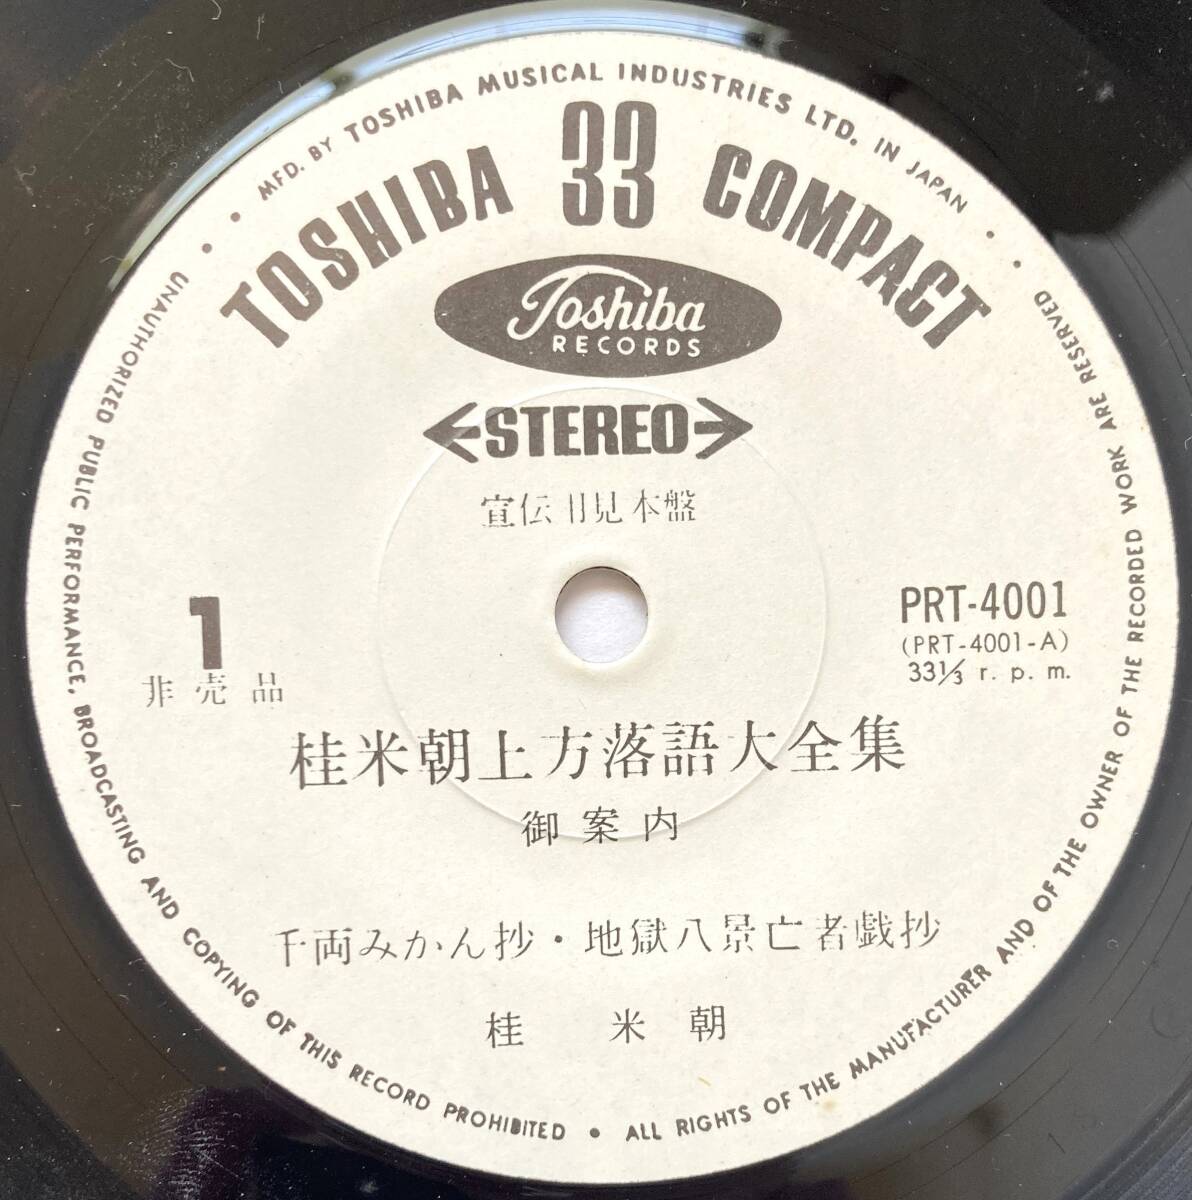 MFD. BY TOSHIBA MUSICAL INDUSTRIES LTD. IN JAPAN
TOSHIBA 33 COMPACT
Toshiba
RECORDS
STEREO
宣伝用見本盤
1
非売品
PRT-4001
(PRT-4001-A)
33⅓ r. p. m.
桂米朝上方落語大全集
御案内
千両みかん抄・地獄八景亡者戯抄
桂 米朝
UNAUTHORIZED PUBLIC PERFORMANCE, BROADCASTING AND COPYING OF THIS RECORD PROHIBITED • ALL RIGHTS OF THE MANUFACTURER AND OF THE OWNER OF THE RECORDED WORK ARE RESERVED